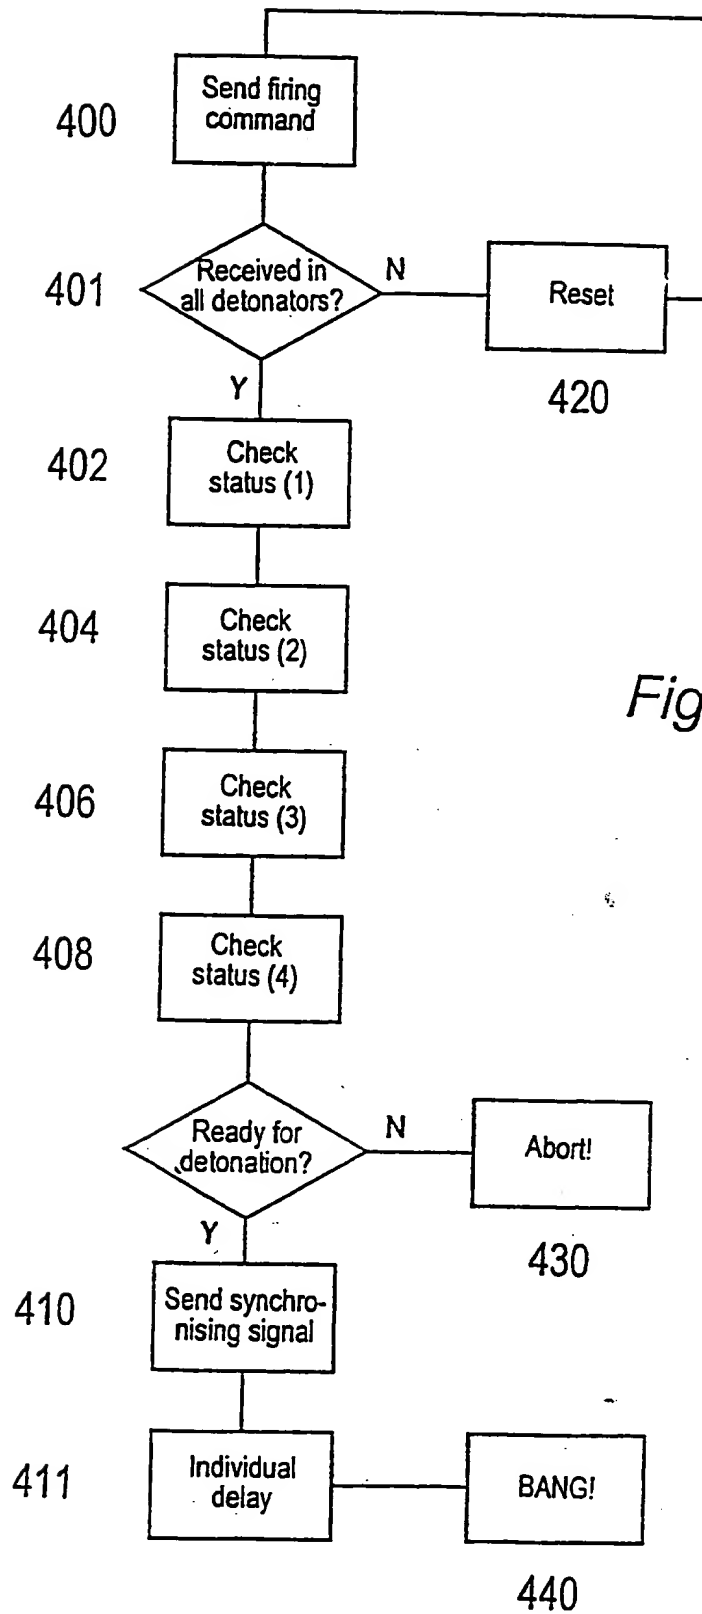 400
Send firing
command
401
Received in
all detonators?
N
Reset
420
Y
402
Check
status (1)
404
Check
status (2)
Fig
406
Check
status (3)
408
Check
status (4)
Ready for
detonation?
N
Abort!
430
Y
410
Send synchro-
nising signal
411
Individual
delay
BANG!
440